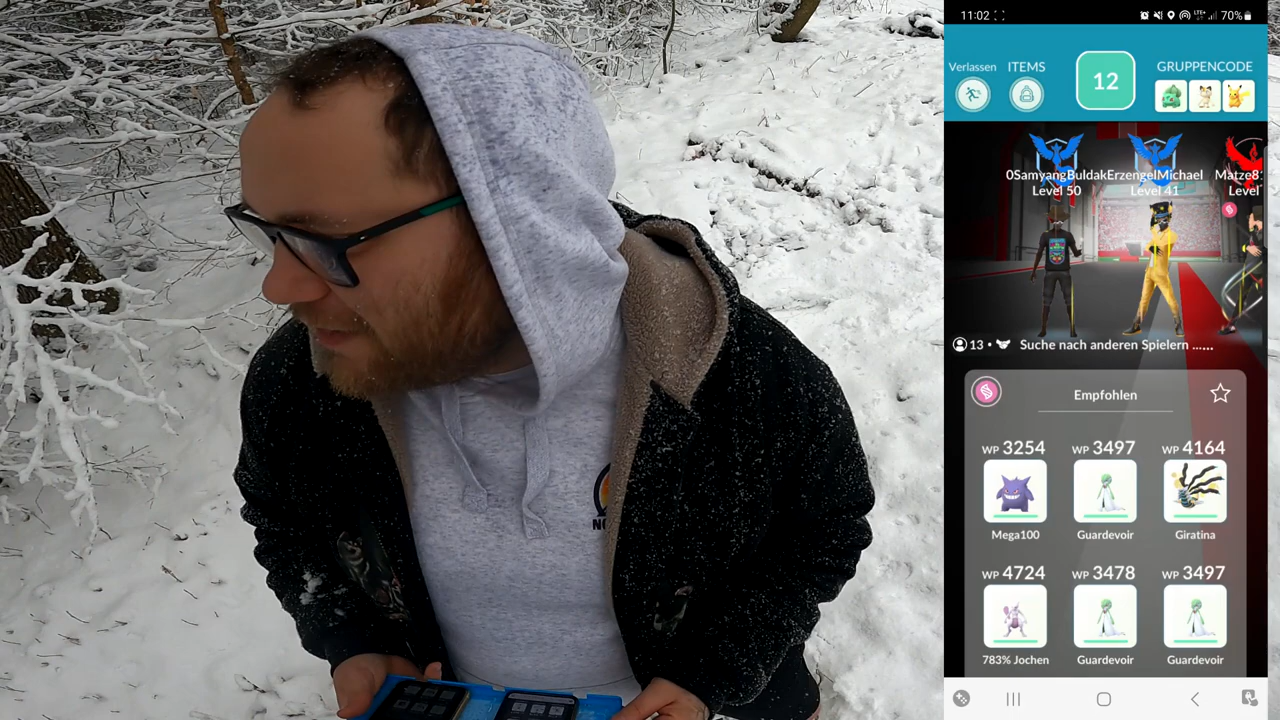 11:02
LTE+
70%
Verlassen
ITEMS
12
GRUPPENCODE
0SamyangBuldak
Level 50
ErzengelMichael
Level 41
Matze8
Level
13 • Suche nach anderen Spielern ......
Empfohlen
WP 3254
WP 3497
WP 4164
Mega100
Guardevoir
Giratina
WP 4724
WP 3478
WP 3497
783% Jochen
Guardevoir
Guardevoir